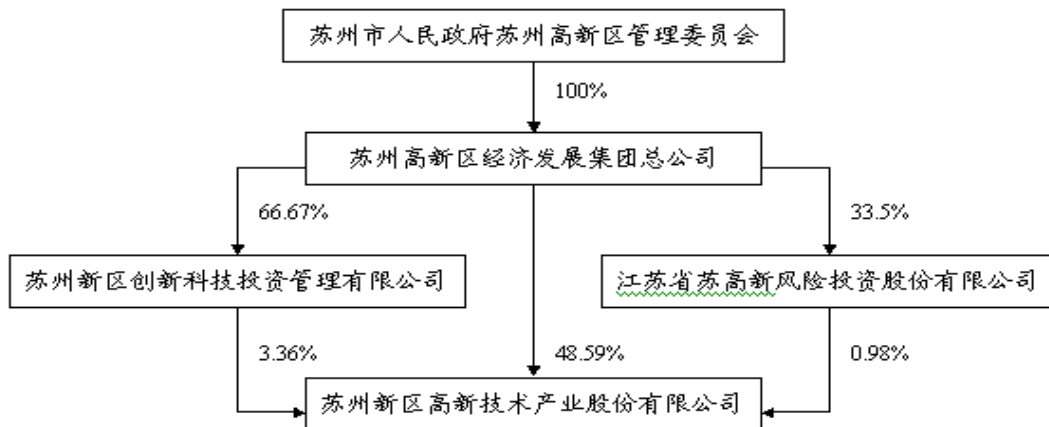 苏州市人民政府苏州高新区管理委员会
100%
苏州高新区经济发展集团总公司
66.67%
33.5%
苏州新区创新科技投资管理有限公司
江苏省苏高新风险投资股份有限公司
3.36%
48.59%
0.98%
苏州新区高新技术产业股份有限公司